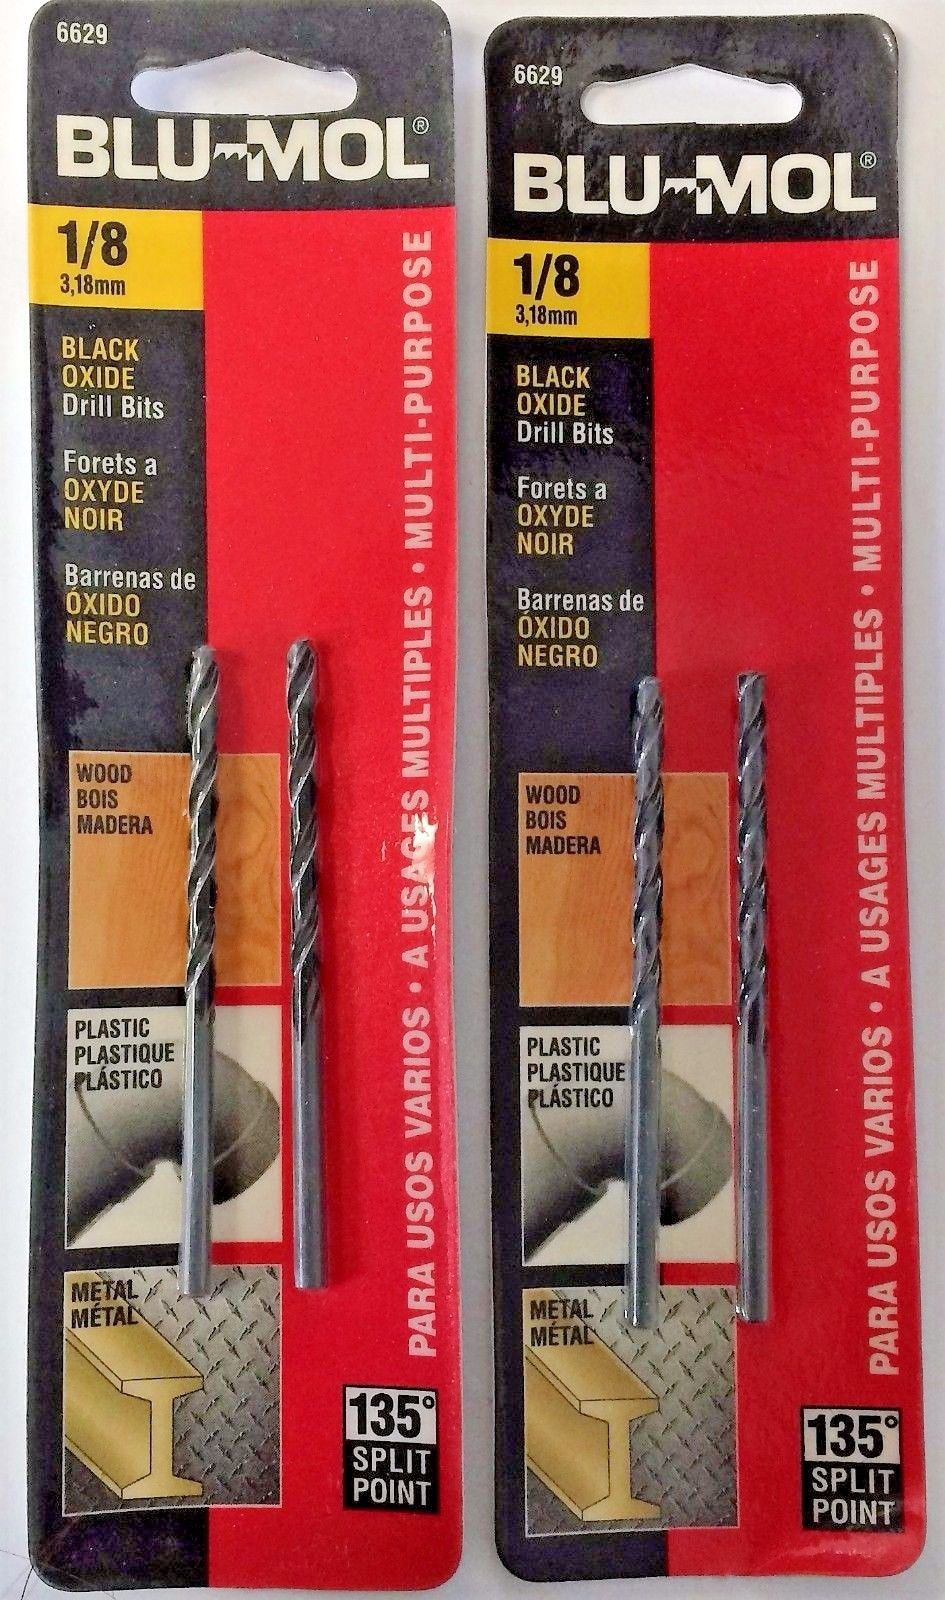 6629
BLU-MOL®
1/8
3,18mm
BLACK
OXIDE
Drill Bits
Forets a
OXYDE
NOIR
Barrenas de
ÓXIDO
NEGRO
WOOD
BOIS
MADERA
PLASTIC
PLASTIQUE
PLÁSTICO
METAL
MÉTAL
PARA USOS VARIOS • A USAGES MULTIPLES • MULTI-PURPOSE
135°
SPLIT
POINT
6629
BLU-MOL®
1/8
3,18mm
BLACK
OXIDE
Drill Bits
Forets a
OXYDE
NOIR
Barrenas de
ÓXIDO
NEGRO
WOOD
BOIS
MADERA
PLASTIC
PLASTIQUE
PLÁSTICO
METAL
MÉTAL
PARA USOS VARIOS • A USAGES MULTIPLES • MULTI-PURPOSE
135°
SPLIT
POINT